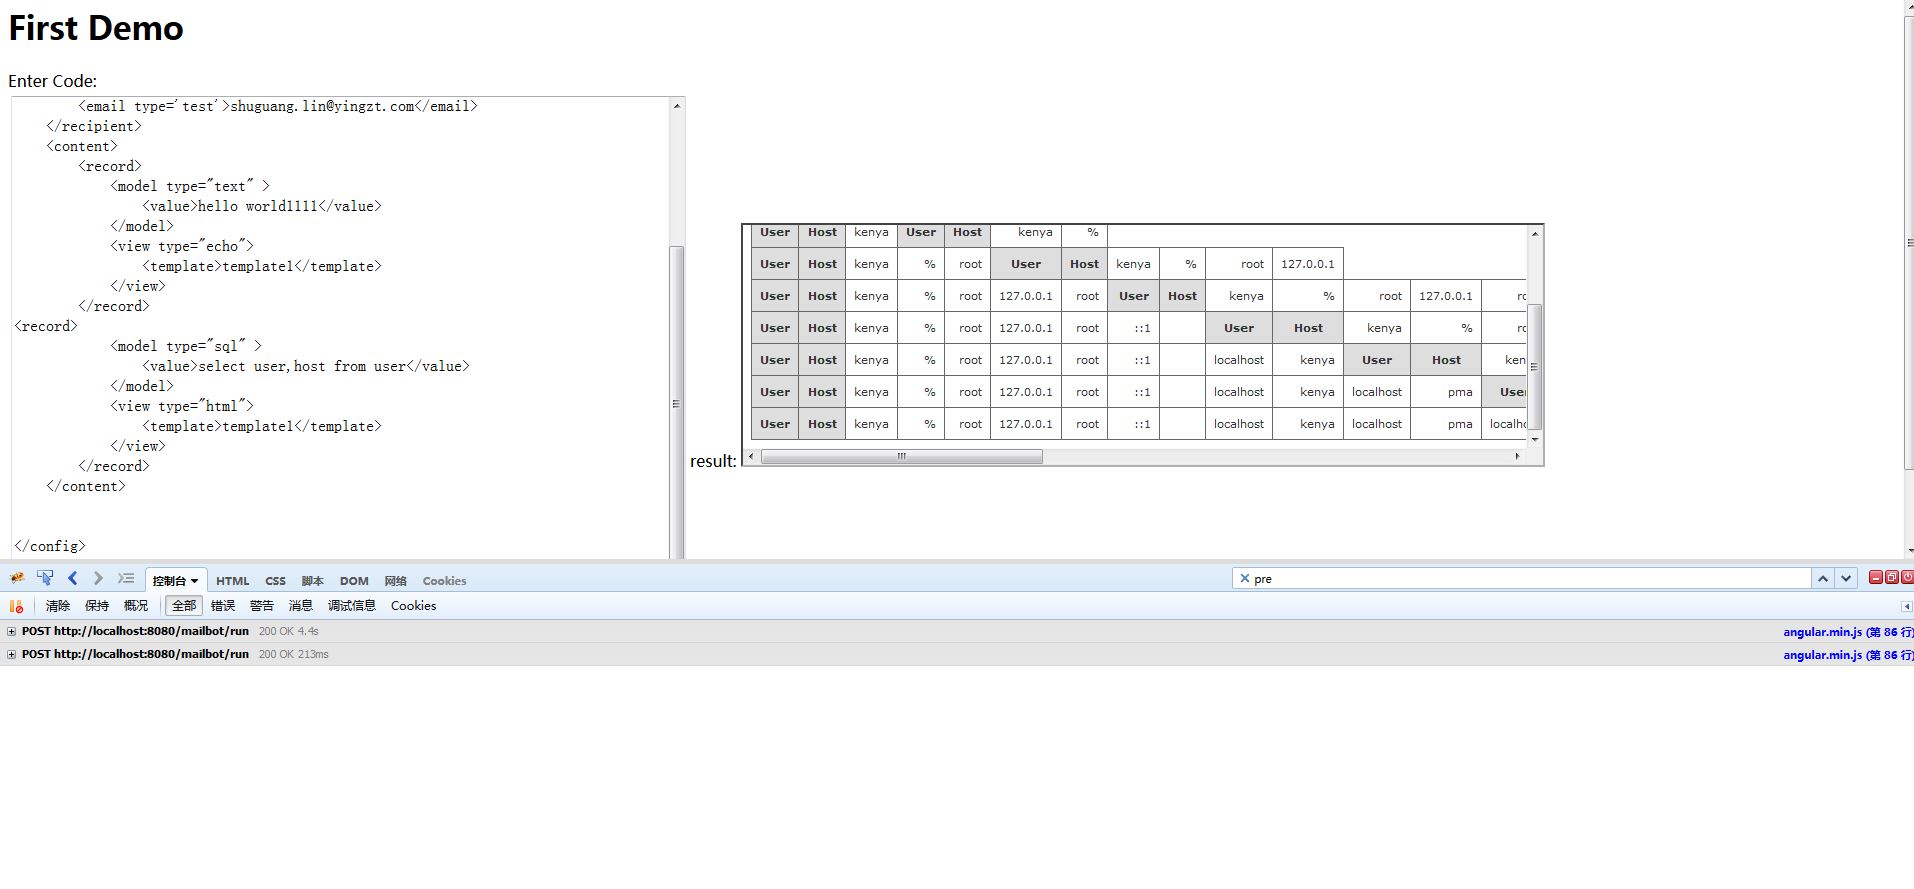 First Demo
Enter Code:
<email type='test'>shuguang.lin@yingzt.com</email>
</recipient>
<content>
<record>
<model type="text" >
<value>hello world1111</value>
</model>
<view type="echo">
<template>template1</template>
</view>
</record>
<record>
<model type="sql" >
<value>select user,host from user</value>
</model>
<view type="html">
<template>template1</template>
</view>
</record>
</content>
</config>
result:
User Host kenya User Host kenya %
User Host kenya % root User Host kenya % root 127.0.0.1
User Host kenya % root 127.0.0.1 root User Host kenya % root 127.0.0.1
User Host kenya % root 127.0.0.1 root ::1 User Host kenya %
User Host kenya % root 127.0.0.1 root ::1 localhost kenya User Host
User Host kenya % root 127.0.0.1 root ::1 localhost kenya localhost pma
User Host kenya % root 127.0.0.1 root ::1 localhost kenya localhost pma
控制台 HTML CSS 脚本 DOM 网络 Cookies pre
清除 保持 概况 全部 错误 警告 消息 调试信息 Cookies
POST http://localhost:8080/mailbot/run 200 OK 4.4s angular.min.js (第 86 行)
POST http://localhost:8080/mailbot/run 200 OK 213ms angular.min.js (第 86 行)